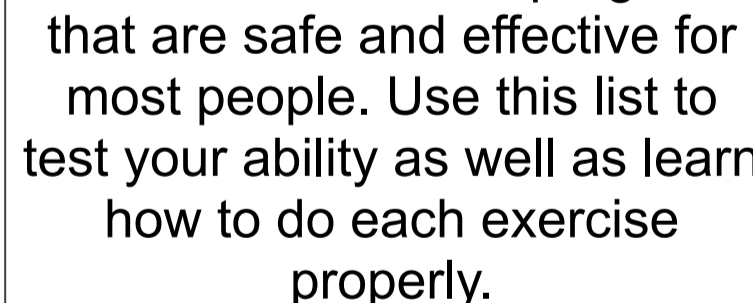 that are safe and effective for
most people. Use this list to
test your ability as well as learn
how to do each exercise
properly.